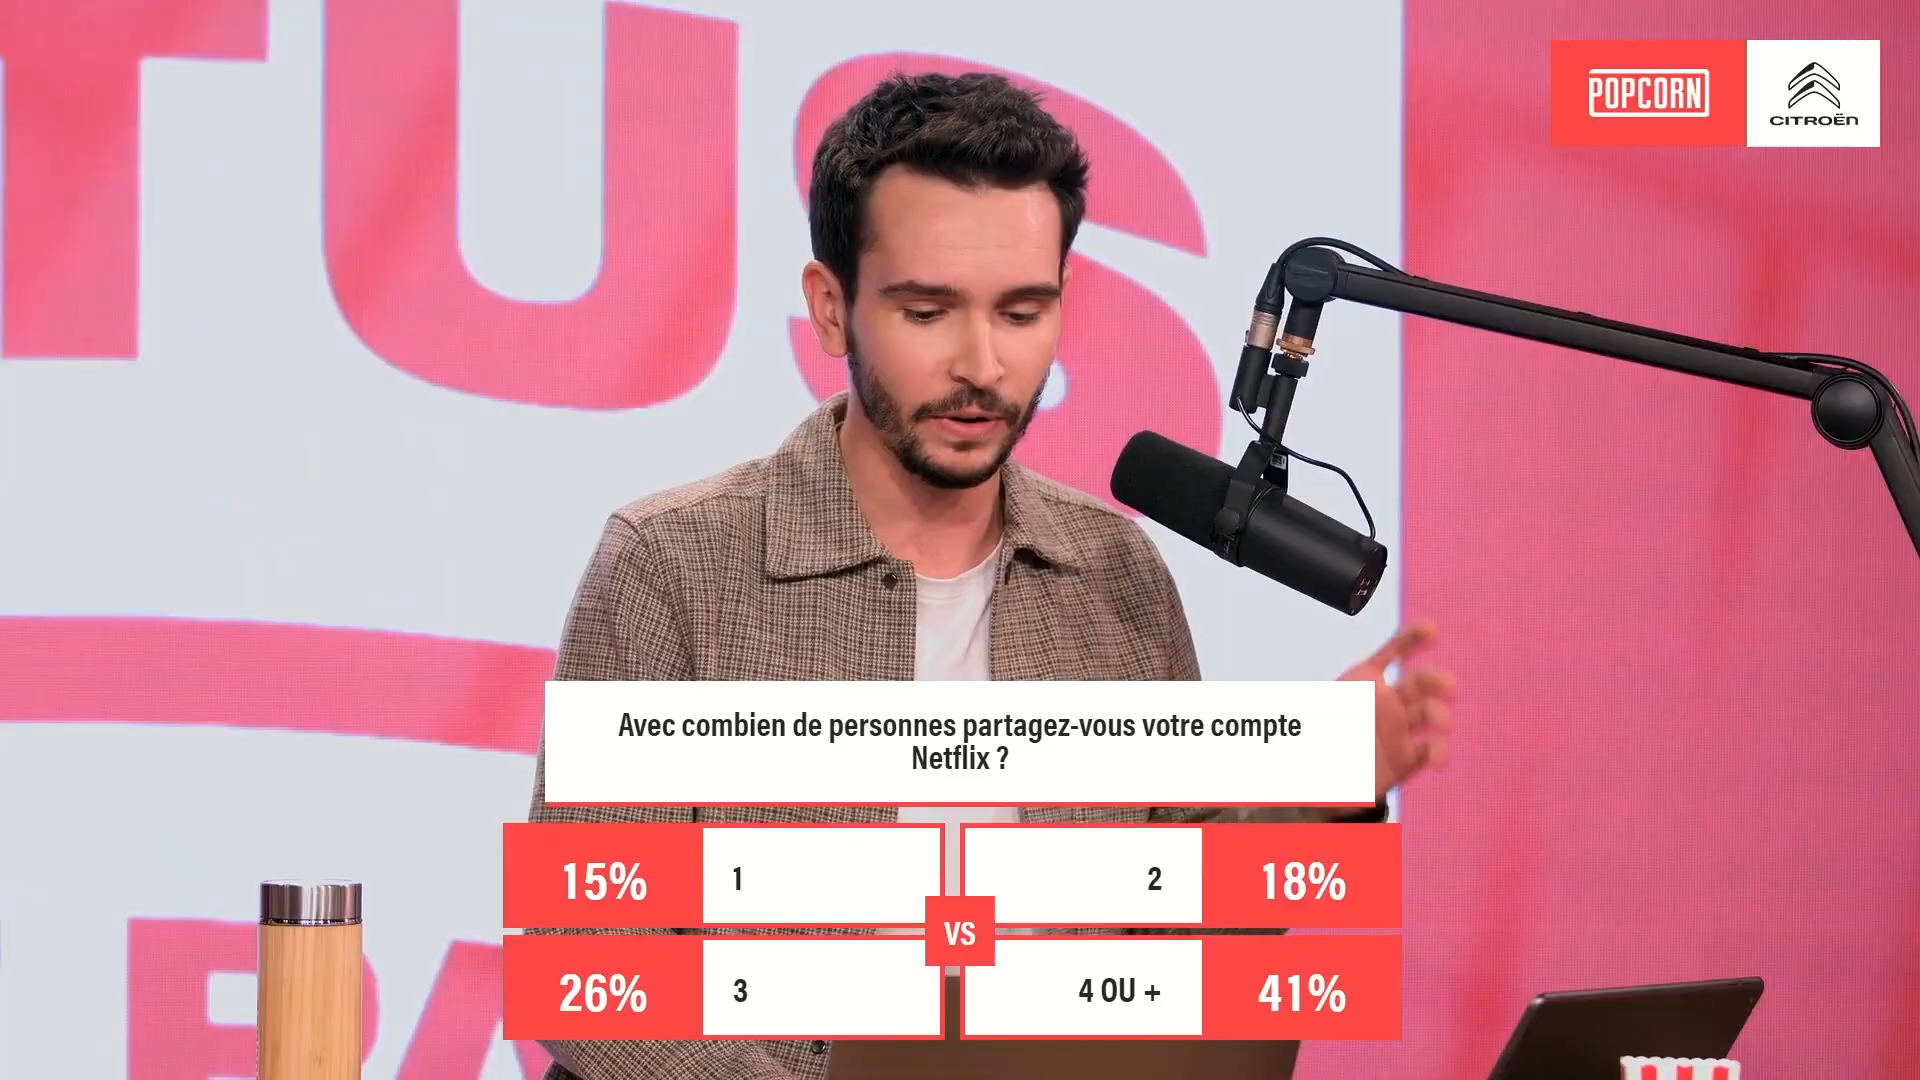 TUS
POPCORN
CITROËN
Avec combien de personnes partagez-vous votre compte
Netflix ?
15%
1
2
18%
VS
26%
3
4 OU +
41%